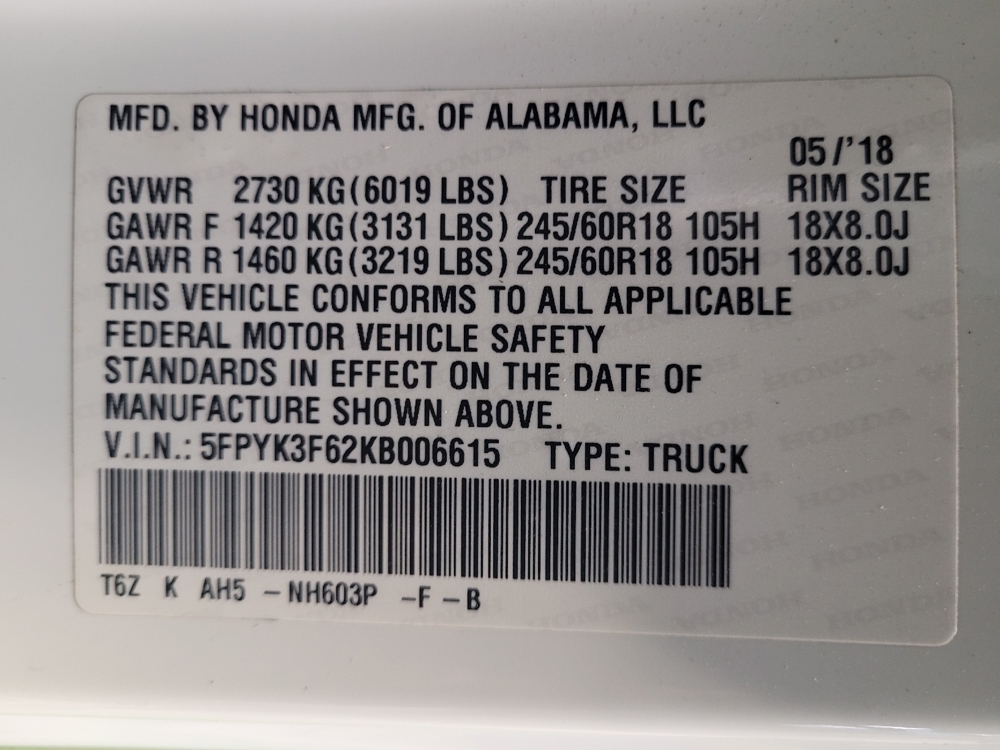 MFD. BY HONDA MFG. OF ALABAMA, LLC
05/'18
GVWR 2730 KG(6019 LBS) TIRE SIZE RIM SIZE
GAWR F 1420 KG(3131 LBS) 245/60R18 105H 18X8.0J
GAWR R 1460 KG(3219 LBS) 245/60R18 105H 18X8.0J
THIS VEHICLE CONFORMS TO ALL APPLICABLE
FEDERAL MOTOR VEHICLE SAFETY
STANDARDS IN EFFECT ON THE DATE OF
MANUFACTURE SHOWN ABOVE.
V.I.N.: 5FPYK3F62KB006615 TYPE: TRUCK
T6Z K AH5 -NH603P -F-B